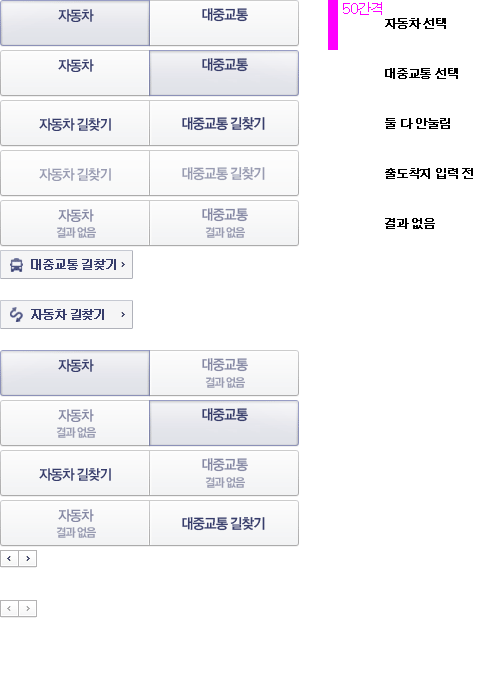 자동차 대중교통
50간격
자동차 선택
자동차 대중교통
대중교통 선택
자동차 길찾기 대중교통 길찾기
둘 다 안눌림
자동차 길찾기 대중교통 길찾기
출도착지 입력 전
자동차 대중교통
결과 없음 결과 없음
결과 없음
대중교통 길찾기 ›
자동차 길찾기 ›
자동차 대중교통
결과 없음
자동차 대중교통
결과 없음
자동차 길찾기 대중교통
결과 없음
자동차 대중교통 길찾기
결과 없음
‹ ›
‹ ›